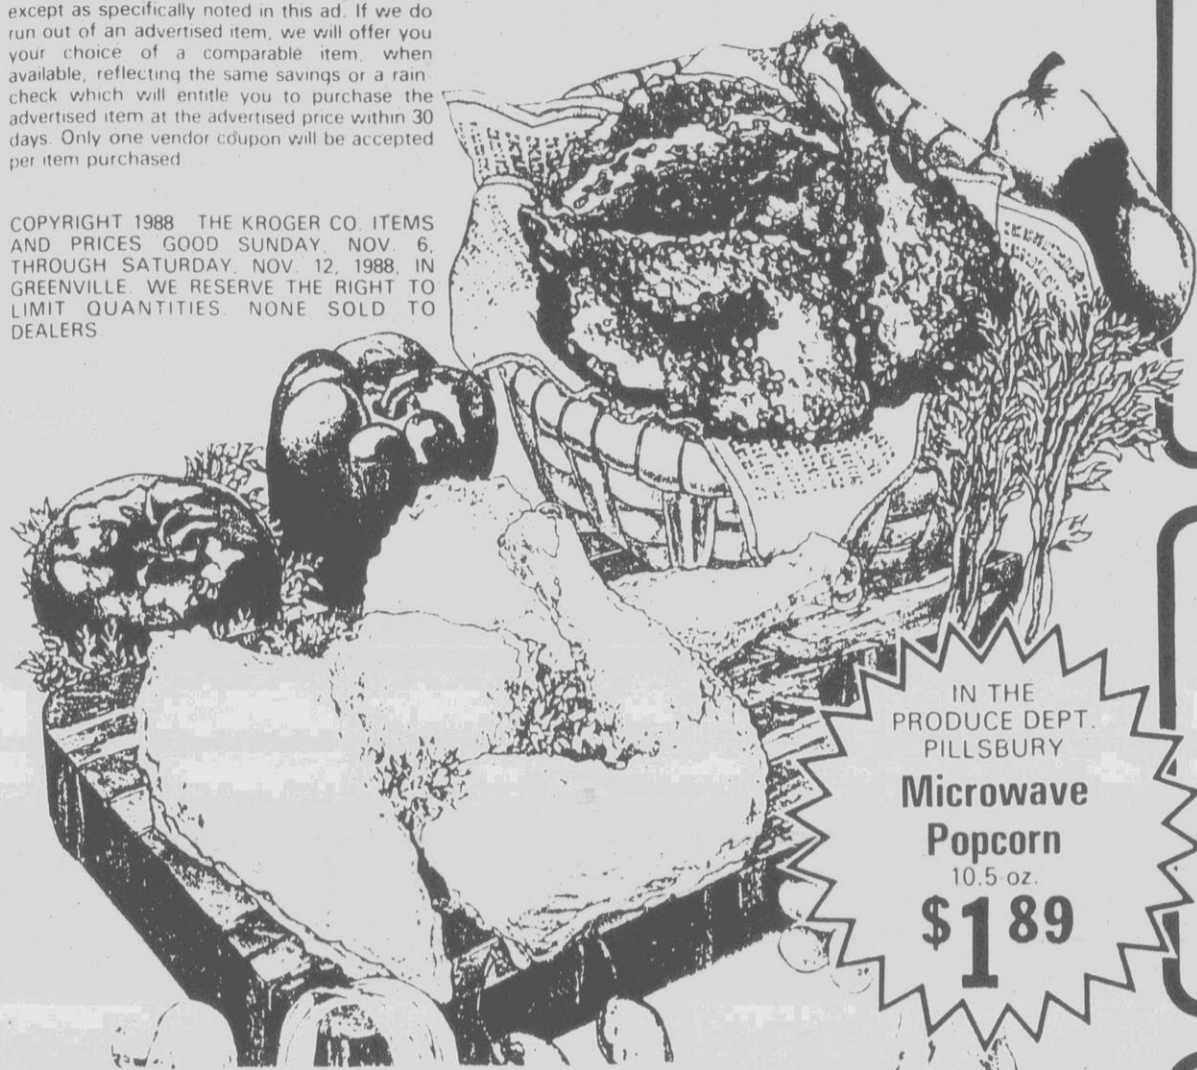 except as specifically noted in this ad. If we do
run out of an advertised item, we will offer you
your choice of a comparable item, when
available, reflecting the same savings or a rain
check which will entitle you to purchase the
advertised item at the advertised price within 30
days. Only one vendor coupon will be accepted
per item purchased
COPYRIGHT 1988 THE KROGER CO. ITEMS
AND PRICES GOOD SUNDAY, NOV. 6,
THROUGH SATURDAY, NOV. 12, 1988, IN
GREENVILLE. WE RESERVE THE RIGHT TO
LIMIT QUANTITIES. NONE SOLD TO
DEALERS.
IN THE
PRODUCE DEPT.
PILLSBURY
Microwave
Popcorn
10.5 oz.
$1 89